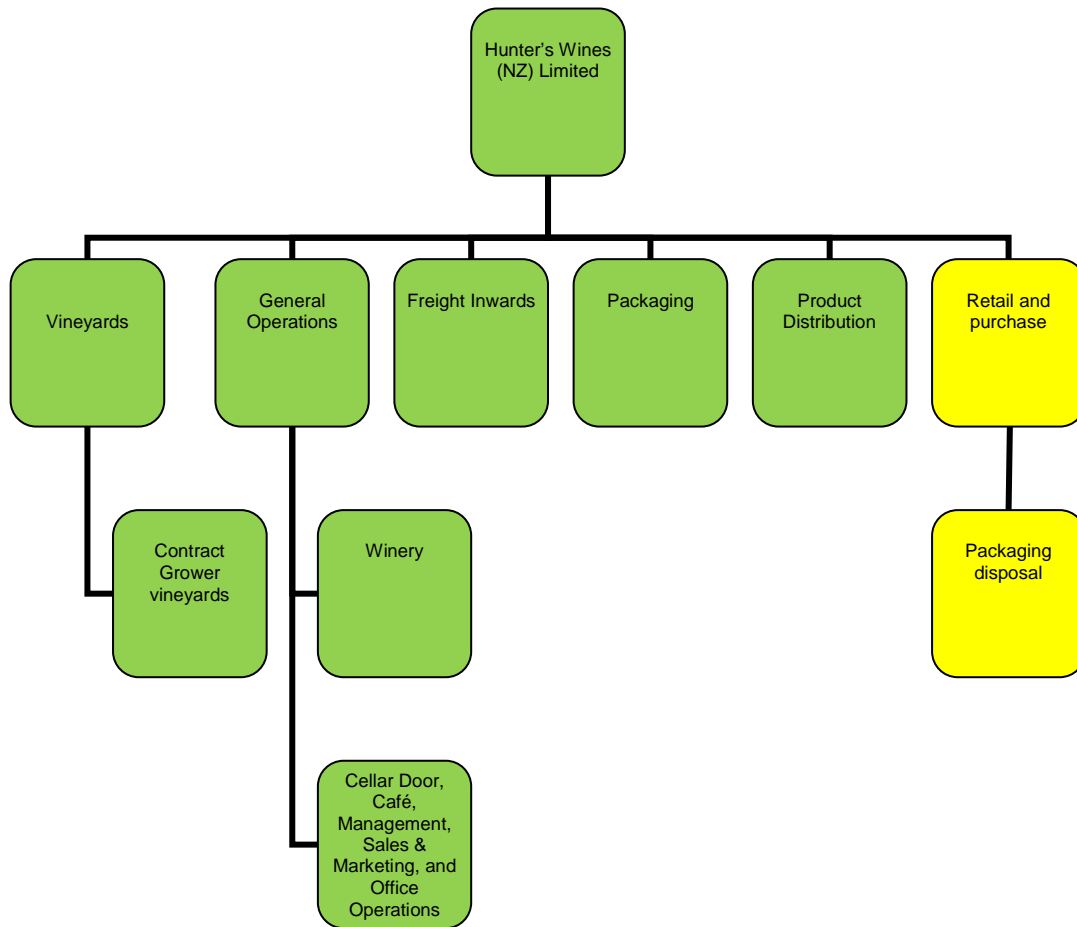 Hunter’s Wines
(NZ) Limited
Vineyards
General
Operations
Freight Inwards
Packaging
Product
Distribution
Retail and
purchase
Contract
Grower
vineyards
Winery
Packaging
disposal
Cellar Door,
Café,
Management,
Sales &
Marketing, and
Office
Operations